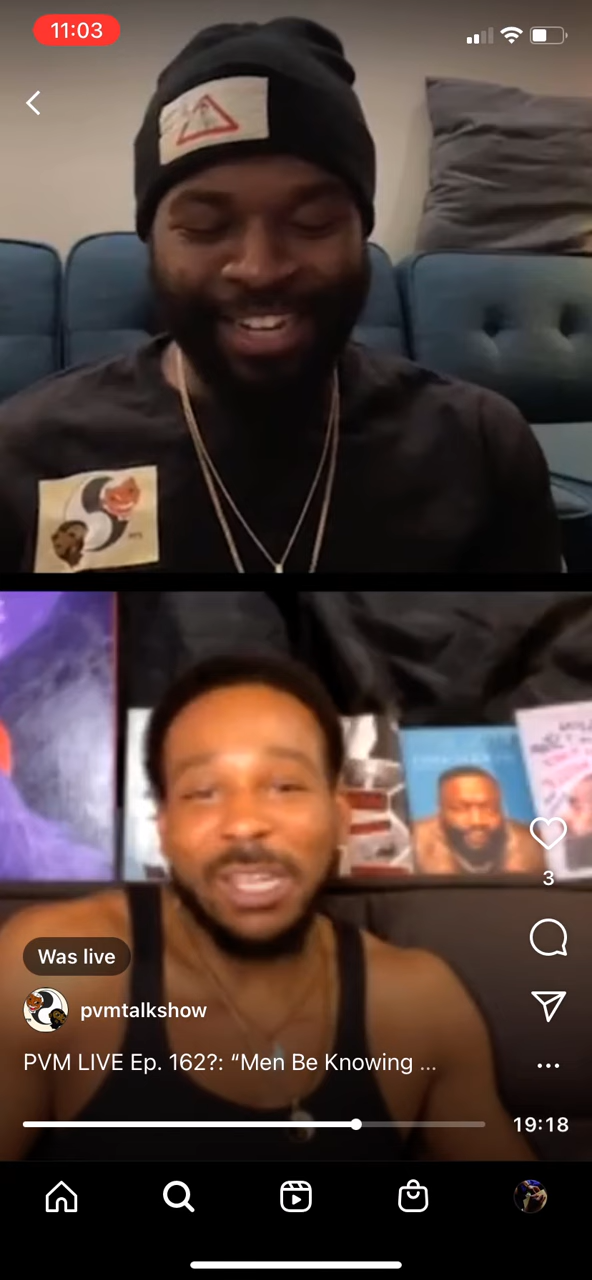 11:03
Was live
pvmtalkshow
PVM LIVE Ep. 162?: “Men Be Knowing ...
3
19:18